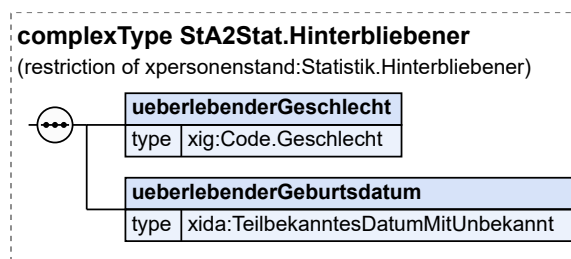 complexType StA2Stat.Hinterbliebener
(restriction of xpersonenstand:Statistik.Hinterbliebener)
ueberlebenderGeschlecht
type xig:Code.Geschlecht
ueberlebenderGeburtsdatum
type xida:TeilbekanntesDatumMitUnbekannt